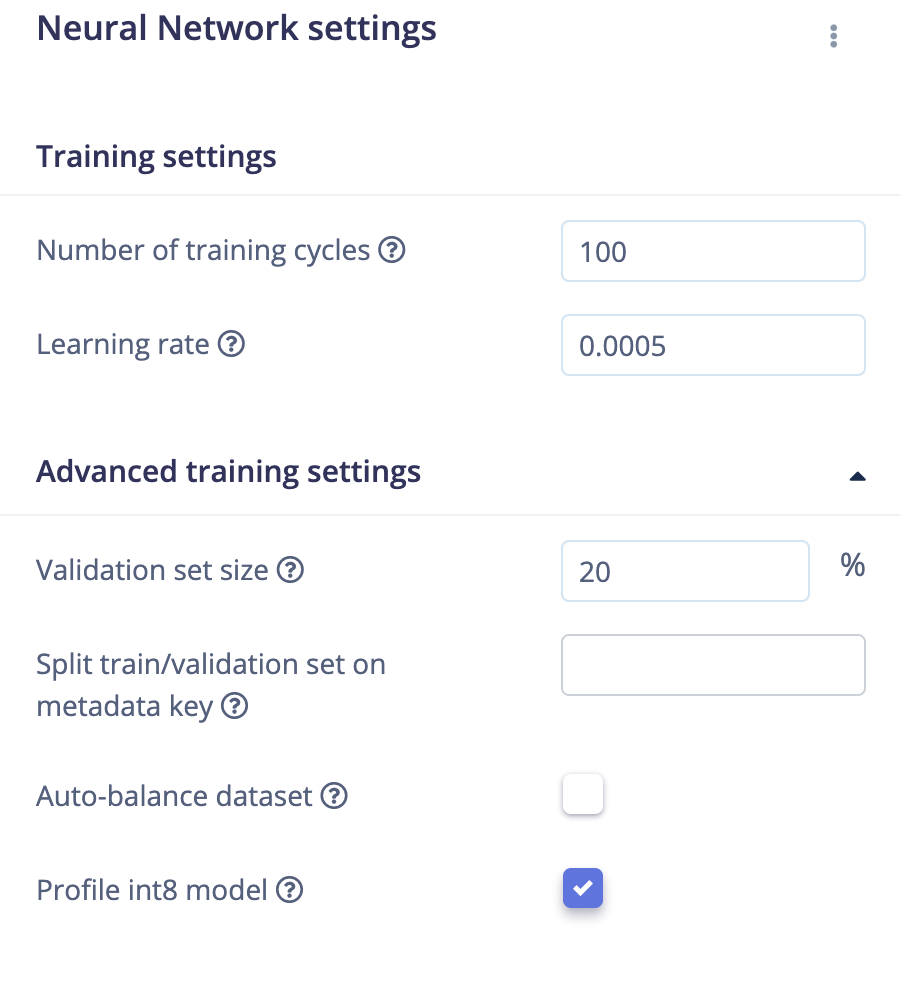 Neural Network settings
Training settings
Number of training cycles ?
100
Learning rate ?
0.0005
Advanced training settings
Validation set size ?
20
%
Split train/validation set on
metadata key ?
Auto-balance dataset ?
Profile int8 model ?